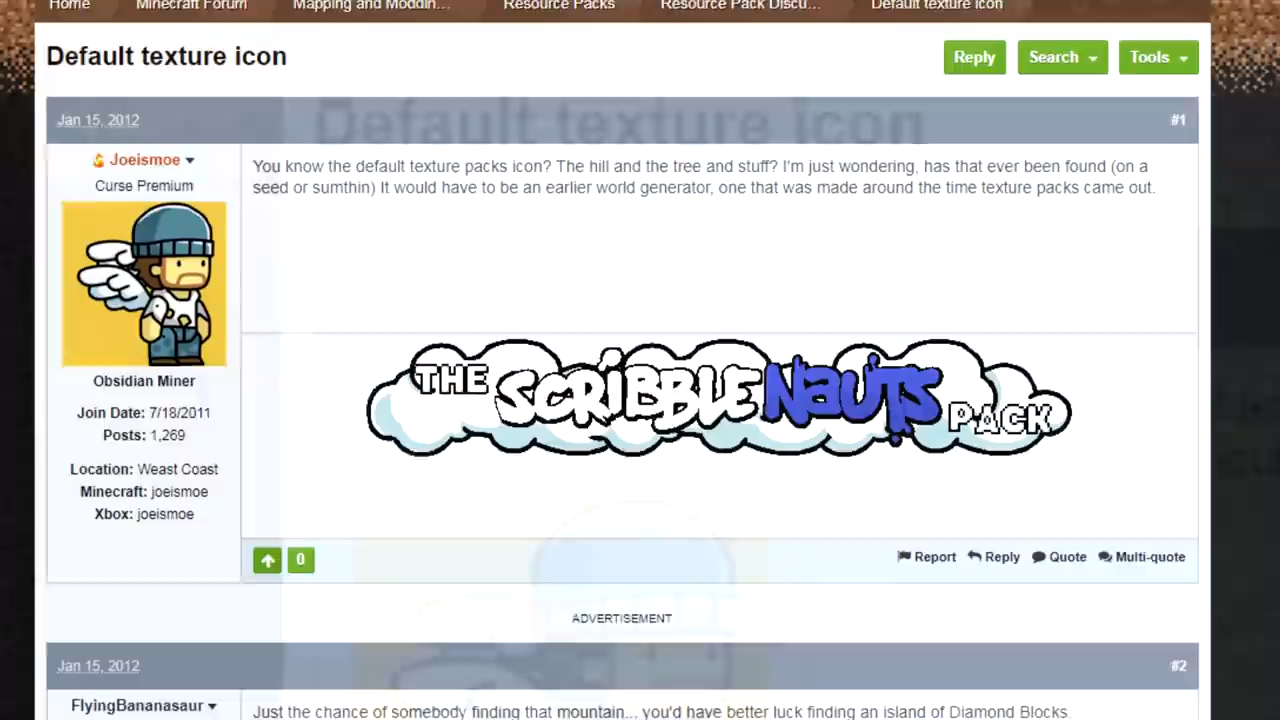 Home Minecraft Forum Mapping and Moddin... Resource Packs Resource Pack Discu... Default texture icon
Default texture icon
Reply Search Tools
Default texture icon
Jan 15, 2012 #1
Joeismoe
Curse Premium
Obsidian Miner
Join Date: 7/18/2011
Posts: 1,269
Location: Weast Coast
Minecraft: joeismoe
Xbox: joeismoe
You know the default texture packs icon? The hill and the tree and stuff? I'm just wondering, has that ever been found (on a
seed or sumthin) It would have to be an earlier world generator, one that was made around the time texture packs came out.
THE SCRIBBLENAUTS PACK
0 Report Reply Quote Multi-quote
ADVERTISEMENT
Jan 15, 2012 #2
FlyingBananasaur
Just the chance of somebody finding that mountain... you'd have better luck finding an island of Diamond Blocks.